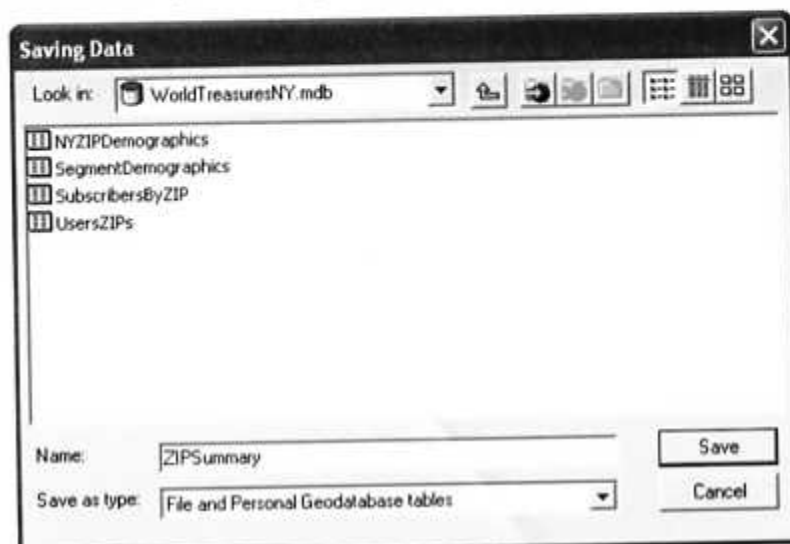 Saving Data
Look in: WorldTreasuresNY.mdb
NYZIPDemographics
SegmentDemographics
SubscribersByZIP
UsersZIPs
Name: ZIPSummary Save
Save as type: File and Personal Geodatabase tables Cancel